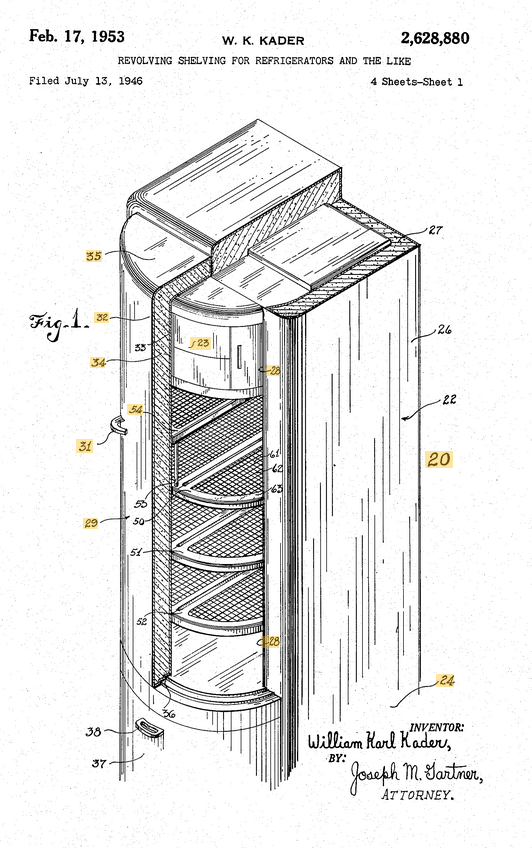 Feb. 17, 1953
W. K. KADER
2,628,880
REVOLVING SHELVING FOR REFRIGERATORS AND THE LIKE
Filed July 13, 1946
4 Sheets-Sheet 1
27
35
Fig. 1.
32
26
33
23
34
28
22
54
31
61
20
62
53
63
29
50
51
52
28
24
36
38
37
INVENTOR:
William Karl Kader,
BY:
Joseph M. Gartner,
ATTORNEY.